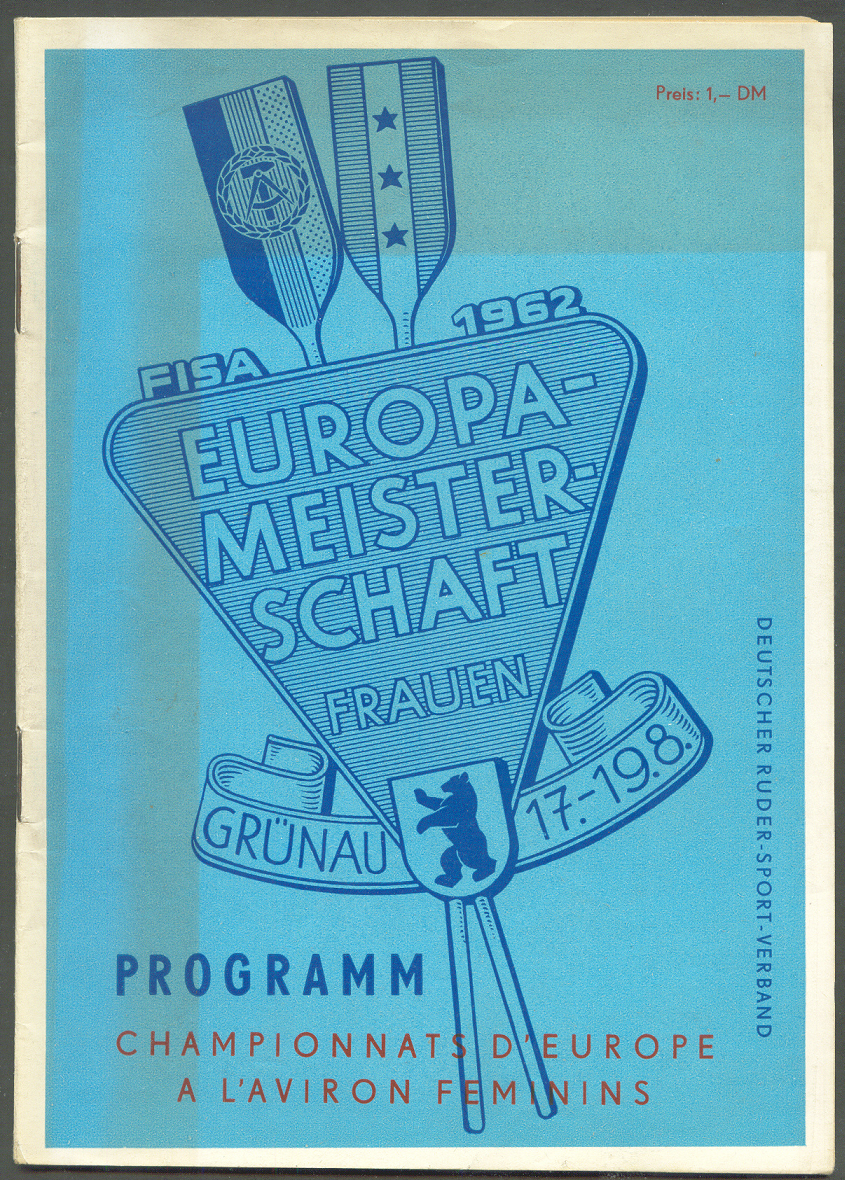 Preis: 1,— DM
FISA 1962
EUROPA-
MEISTER-
SCHAFT
FRAUEN
GRÜNAU 17.-19.8.
DEUTSCHER RUDER-SPORT-VERBAND
PROGRAMM
CHAMPIONNATS D'EUROPE
A L'AVIRON FEMININS